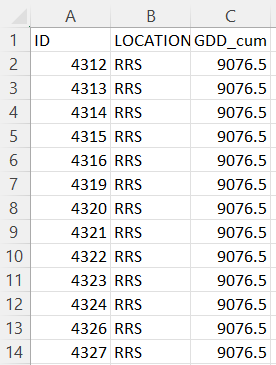 A B C
1 ID LOCATION GDD_cum
2 4312 RRS 9076.5
3 4313 RRS 9076.5
4 4314 RRS 9076.5
5 4315 RRS 9076.5
6 4316 RRS 9076.5
7 4319 RRS 9076.5
8 4320 RRS 9076.5
9 4321 RRS 9076.5
10 4322 RRS 9076.5
11 4323 RRS 9076.5
12 4324 RRS 9076.5
13 4326 RRS 9076.5
14 4327 RRS 9076.5